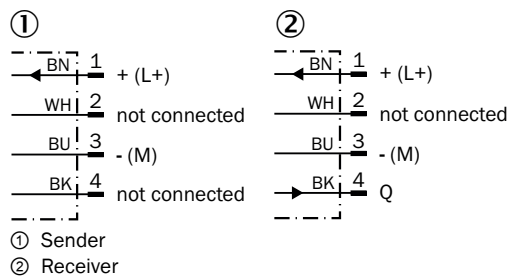 ① ②
BN 1 + (L+) BN 1 + (L+)
WH 2 not connected WH 2 not connected
BU 3 - (M) BU 3 - (M)
BK 4 not connected BK 4 Q
① Sender
② Receiver